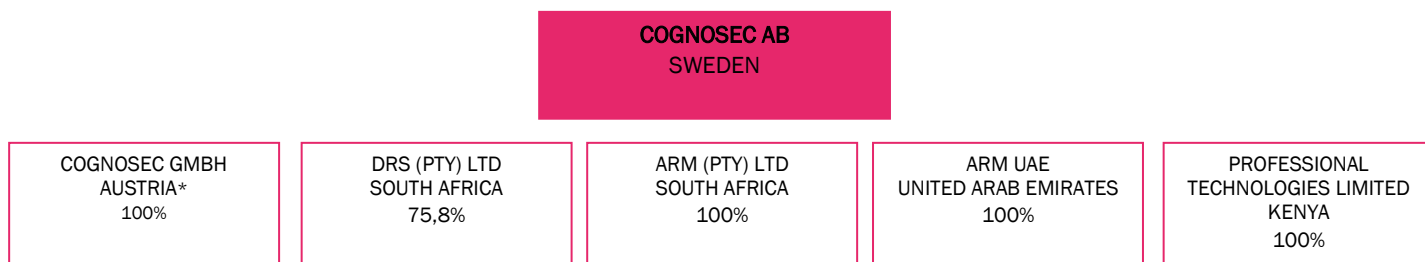 COGNOSEC AB
SWEDEN
COGNOSEC GMBH
AUSTRIA*
100%
DRS (PTY) LTD
SOUTH AFRICA
75,8%
ARM (PTY) LTD
SOUTH AFRICA
100%
ARM UAE
UNITED ARAB EMIRATES
100%
PROFESSIONAL
TECHNOLOGIES LIMITED
KENYA
100%